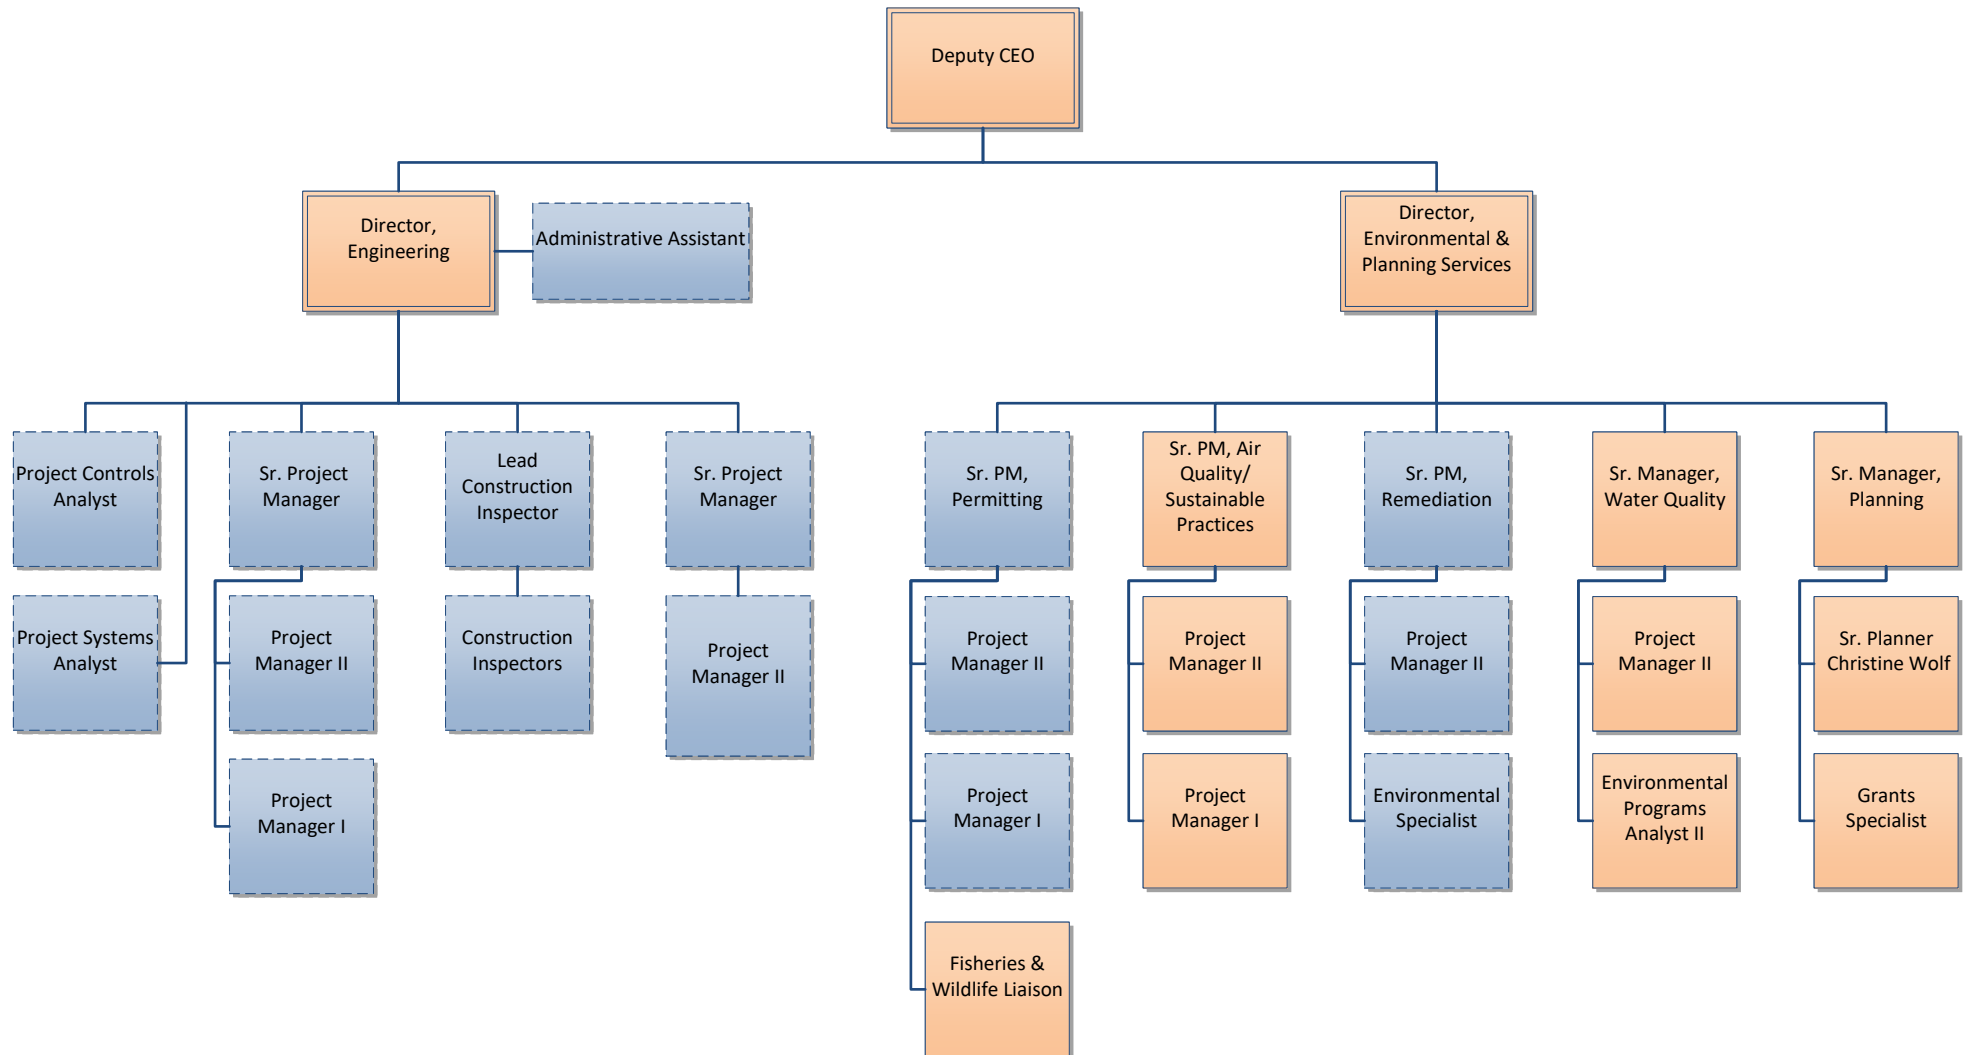 Deputy CEO
Director,
Engineering
Administrative Assistant
Director,
Environmental &
Planning Services
Project Controls
Analyst
Sr. Project
Manager
Lead
Construction
Inspector
Sr. Project
Manager
Sr. PM,
Permitting
Sr. PM, Air
Quality/
Sustainable
Practices
Sr. PM,
Remediation
Sr. Manager,
Water Quality
Sr. Manager,
Planning
Project Systems
Analyst
Project
Manager II
Construction
Inspectors
Project
Manager II
Project
Manager II
Project
Manager II
Project
Manager II
Project
Manager II
Sr. Planner
Christine Wolf
Project
Manager I
Project
Manager I
Project
Manager I
Environmental
Specialist
Environmental
Programs
Analyst II
Grants
Specialist
Fisheries &
Wildlife Liaison